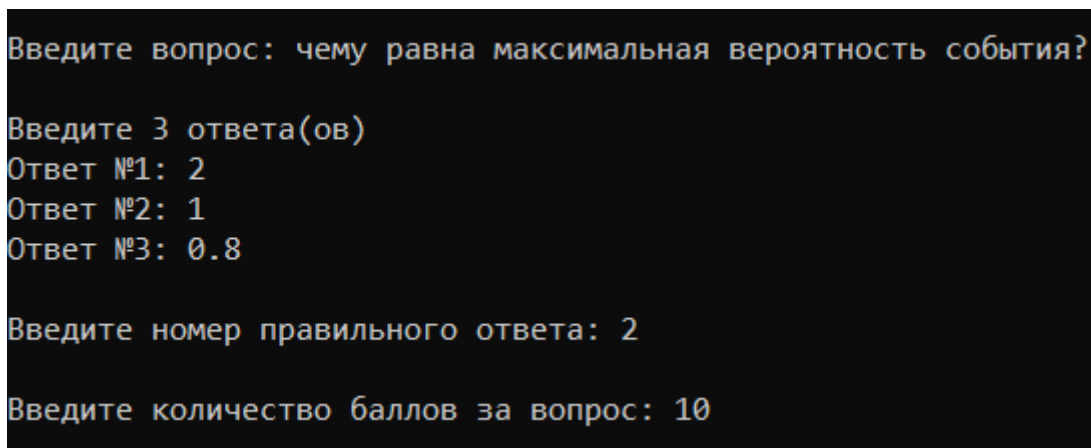 Введите вопрос: чему равна максимальная вероятность события?
Введите 3 ответа(ов)
Ответ №1: 2
Ответ №2: 1
Ответ №3: 0.8
Введите номер правильного ответа: 2
Введите количество баллов за вопрос: 10